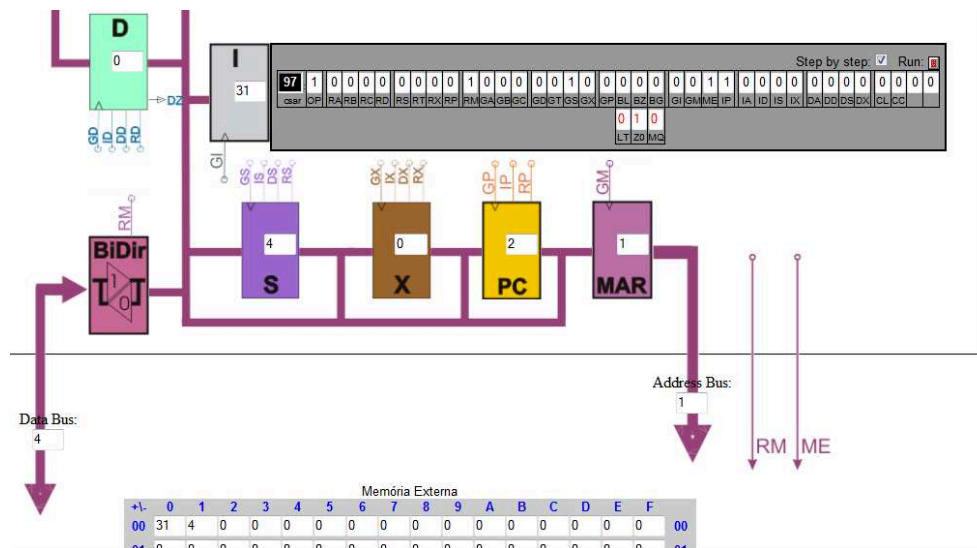 D
0
DZ
GD ID DD RD
I
31
GI
Step by step: Run:
97 1 0 0 0 0 0 0 0 0 1 0 0 0 0 0 1 0 0 0 0 0 0 0 1 1 0 0 0 0 0 0 0 0 0 0 0 0
csar OP RA RB RC RD RS RT RX RP RM GA GB GC GD GT GS GX GP BL BZ BG GI GM ME IP IA ID IS IX DA DD DS DX CL CC
0 1 0
LT Z0 MQ
RM
BiDir
1
0
GS IS DS RS
4
S
GX IX DX RX
0
X
GP IP RP
2
PC
GM
1
MAR
Data Bus:
4
Address Bus:
1
RM ME
Memória Externa
+\- 0 1 2 3 4 5 6 7 8 9 A B C D E F
00 31 4 0 0 0 0 0 0 0 0 0 0 0 0 0 0 00